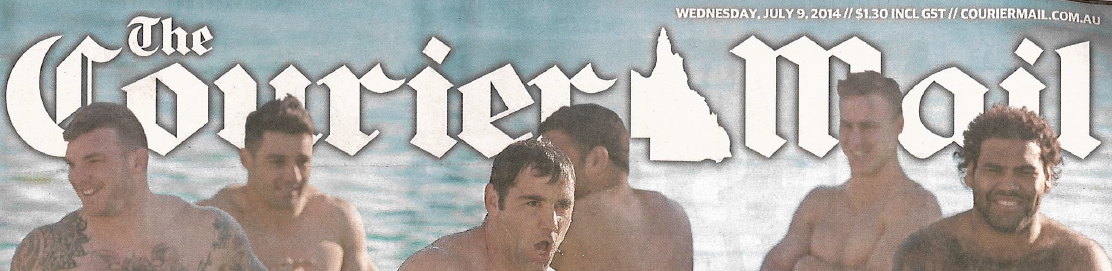 WEDNESDAY, JULY 9, 2014 // $1.30 INCL GST // COURIERMAIL.COM.AU
The
Courier Mail